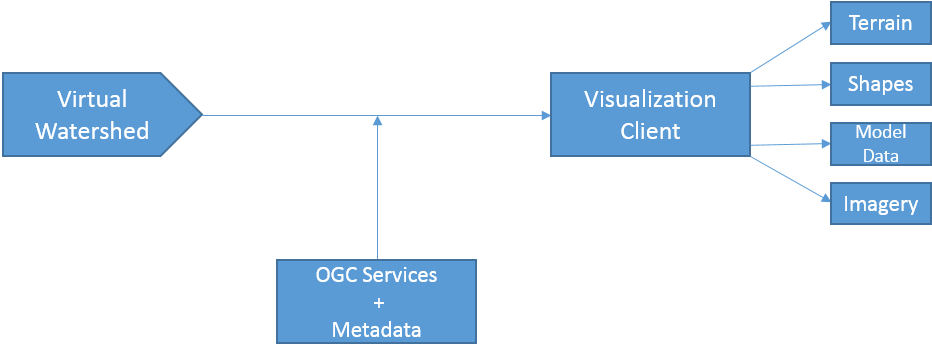 Virtual
Watershed
OGC Services
+
Metadata
Visualization
Client
Terrain
Shapes
Model
Data
Imagery